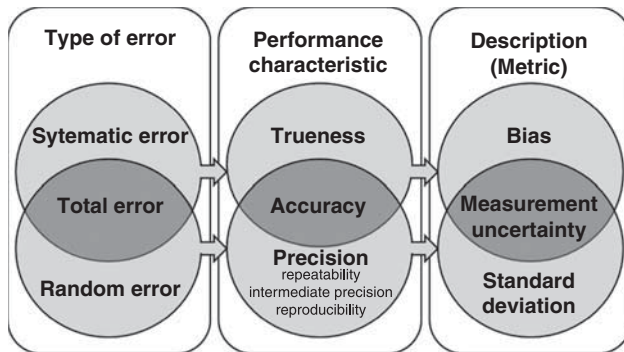 Type of error
Sytematic error
Total error
Random error
Performance
characteristic
Trueness
Accuracy
Precision
repeatability
intermediate precision
reproducibility
Description
(Metric)
Bias
Measurement
uncertainty
Standard
deviation